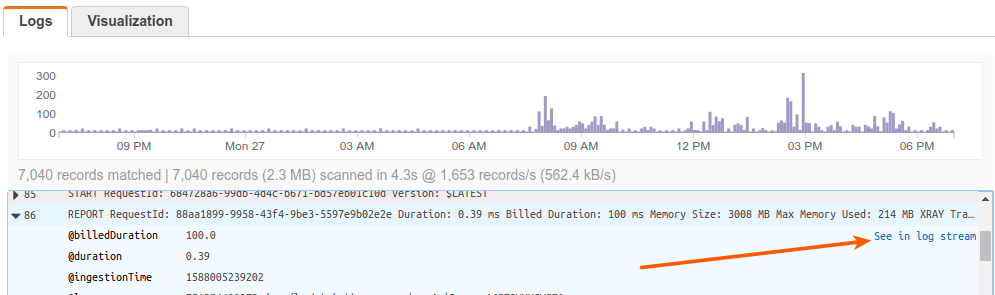 Logs Visualization
300
200
100
0
09 PM Mon 27 03 AM 06 AM 09 AM 12 PM 03 PM 06 PM
7,040 records matched | 7,040 records (2.3 MB) scanned in 4.3s @ 1,653 records/s (562.4 kB/s)
85 START RequestId: 684728a6-99db-4d4c-b671-bd57eb01c10d Version: $LATEST
86 REPORT RequestId: 88aa1899-9958-43f4-9be3-5597e9b02e2e Duration: 0.39 ms Billed Duration: 100 ms Memory Size: 3008 MB Max Memory Used: 214 MB XRAY Tra…
@billedDuration 100.0 See in log stream
@duration 0.39
@ingestionTime 1588005239202